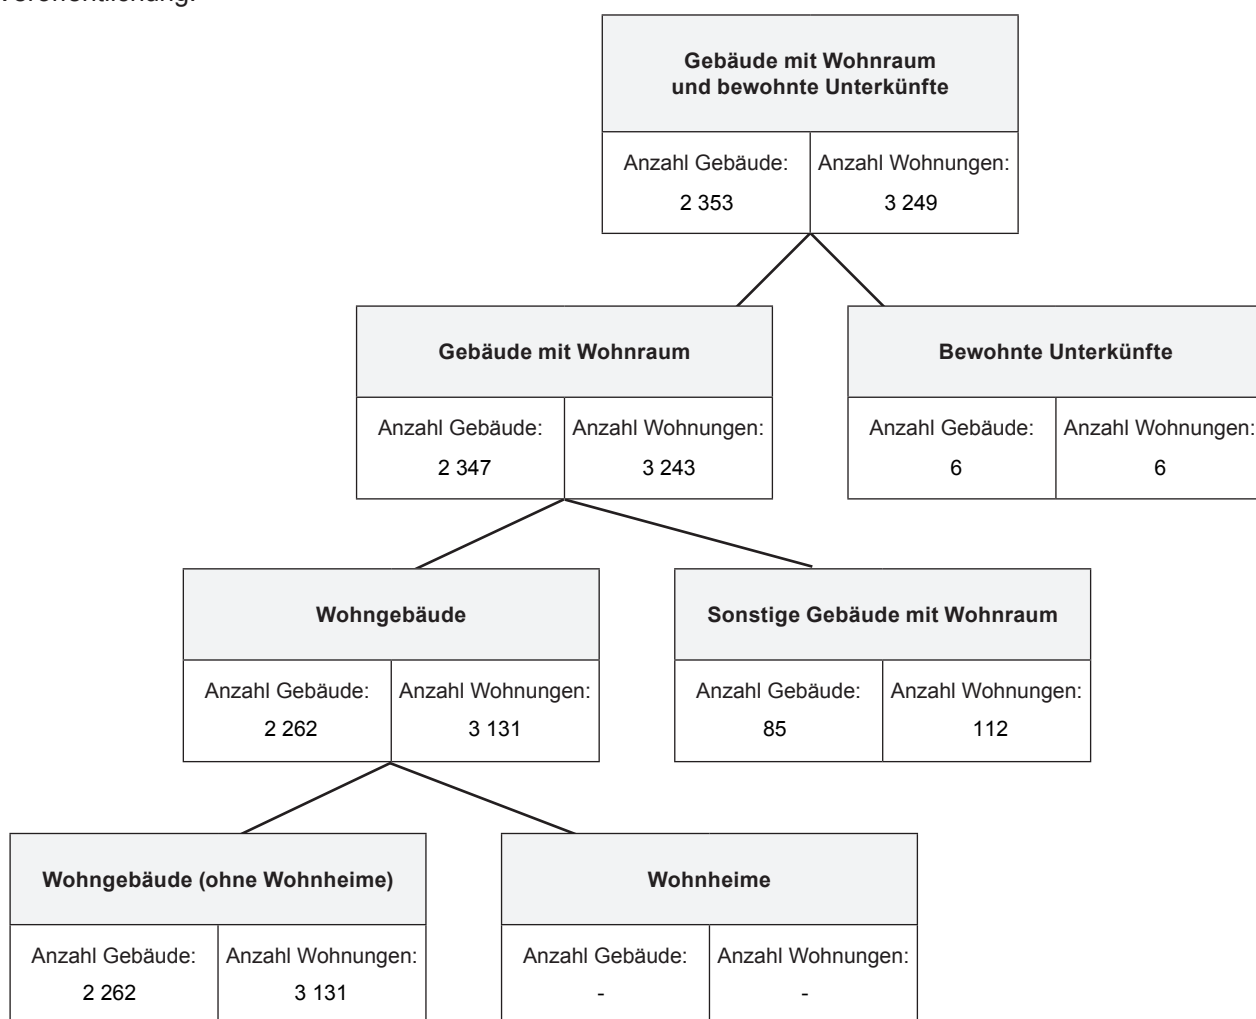 Veröffentlichung.
Gebäude mit Wohnraum
und bewohnte Unterkünfte
Anzahl Gebäude: Anzahl Wohnungen:
2 353 3 249
Gebäude mit Wohnraum Bewohnte Unterkünfte
Anzahl Gebäude: Anzahl Wohnungen: Anzahl Gebäude: Anzahl Wohnungen:
2 347 3 243 6 6
Wohngebäude Sonstige Gebäude mit Wohnraum
Anzahl Gebäude: Anzahl Wohnungen: Anzahl Gebäude: Anzahl Wohnungen:
2 262 3 131 85 112
Wohngebäude (ohne Wohnheime) Wohnheime
Anzahl Gebäude: Anzahl Wohnungen: Anzahl Gebäude: Anzahl Wohnungen:
2 262 3 131 - -